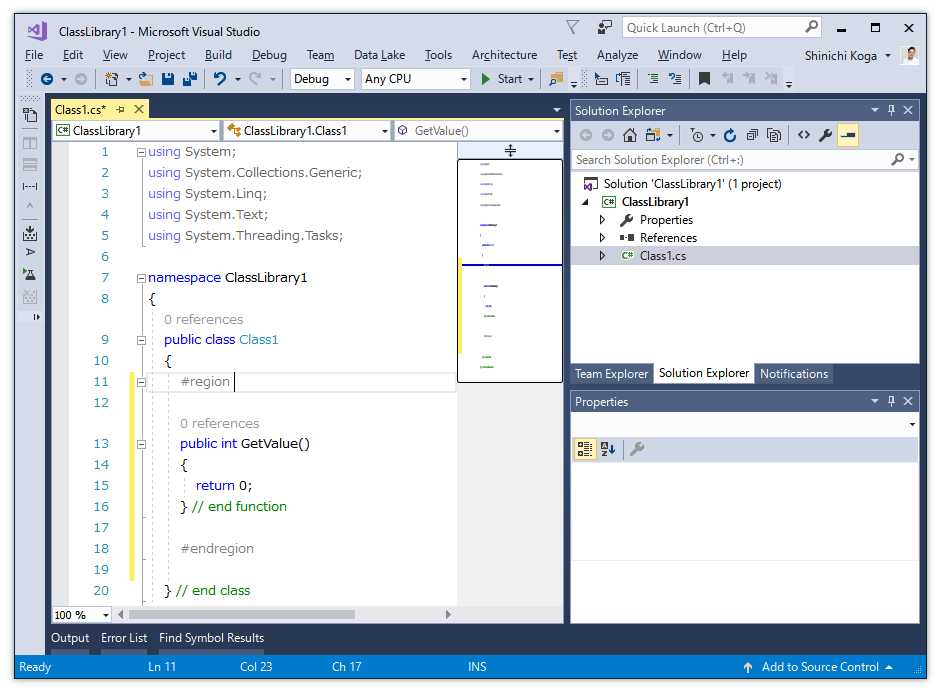 ClassLibrary1 - Microsoft Visual Studio
Quick Launch (Ctrl+Q)
File Edit View Project Build Debug Team Data Lake Tools Architecture Test Analyze Window Help Shinichi Koga
Debug Any CPU Start
Class1.cs*
C# ClassLibrary1 ClassLibrary1.Class1 GetValue()
1 using System;
2 using System.Collections.Generic;
3 using System.Linq;
4 using System.Text;
5 using System.Threading.Tasks;
6
7 namespace ClassLibrary1
8 {
0 references
9 public class Class1
10 {
11 #region
12
0 references
13 public int GetValue()
14 {
15 return 0;
16 } // end function
17
18 #endregion
19
20 } // end class
100 %
Solution Explorer
Search Solution Explorer (Ctrl+:)
Solution 'ClassLibrary1' (1 project)
C# ClassLibrary1
Properties
References
C# Class1.cs
Team Explorer Solution Explorer Notifications
Properties
Output Error List Find Symbol Results
Ready Ln 11 Col 23 Ch 17 INS Add to Source Control